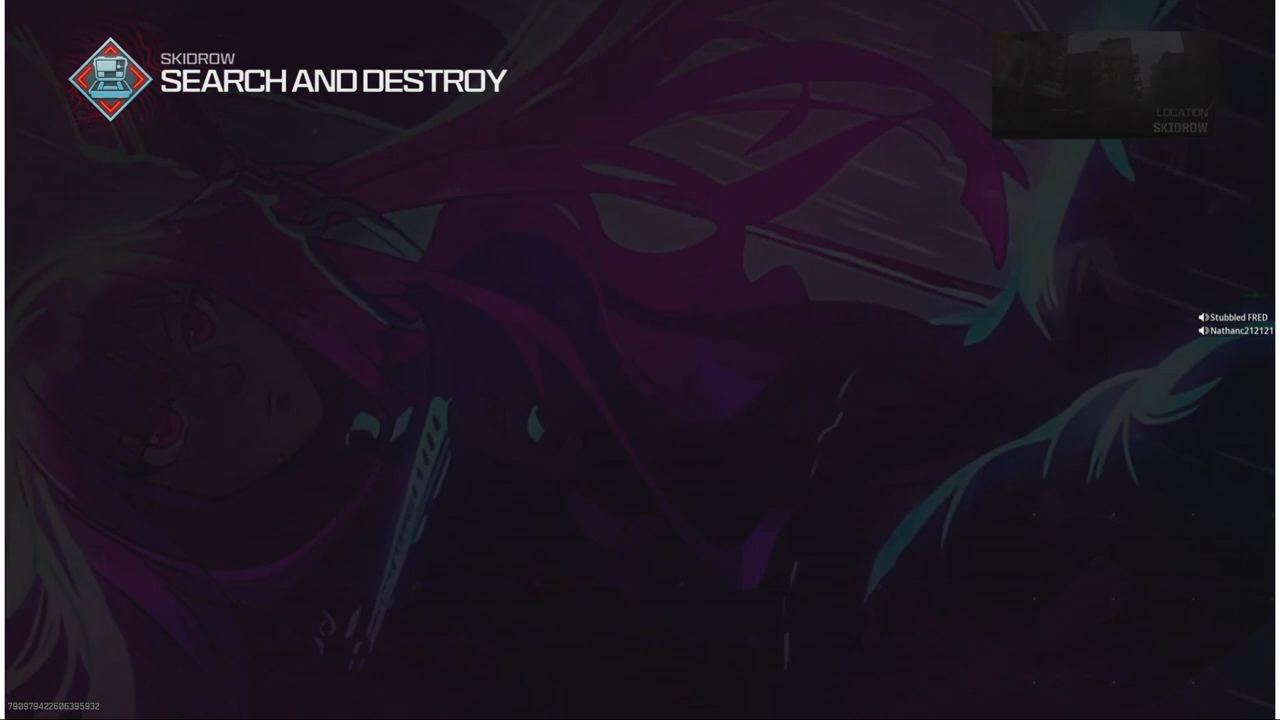 SKIDROW
SEARCH AND DESTROY
LOCATION
SKIDROW
Stubbled FRED
Nathanc212121
790979422606395932